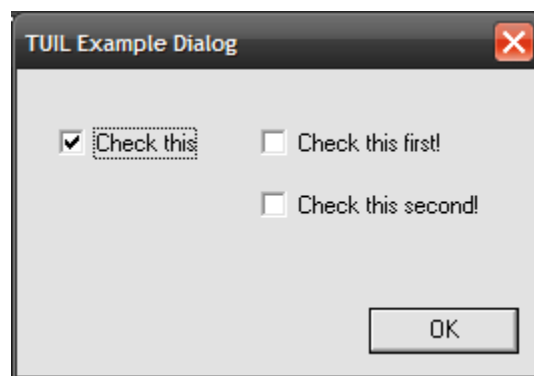 TUIL Example Dialog
Check this
Check this first!
Check this second!
OK